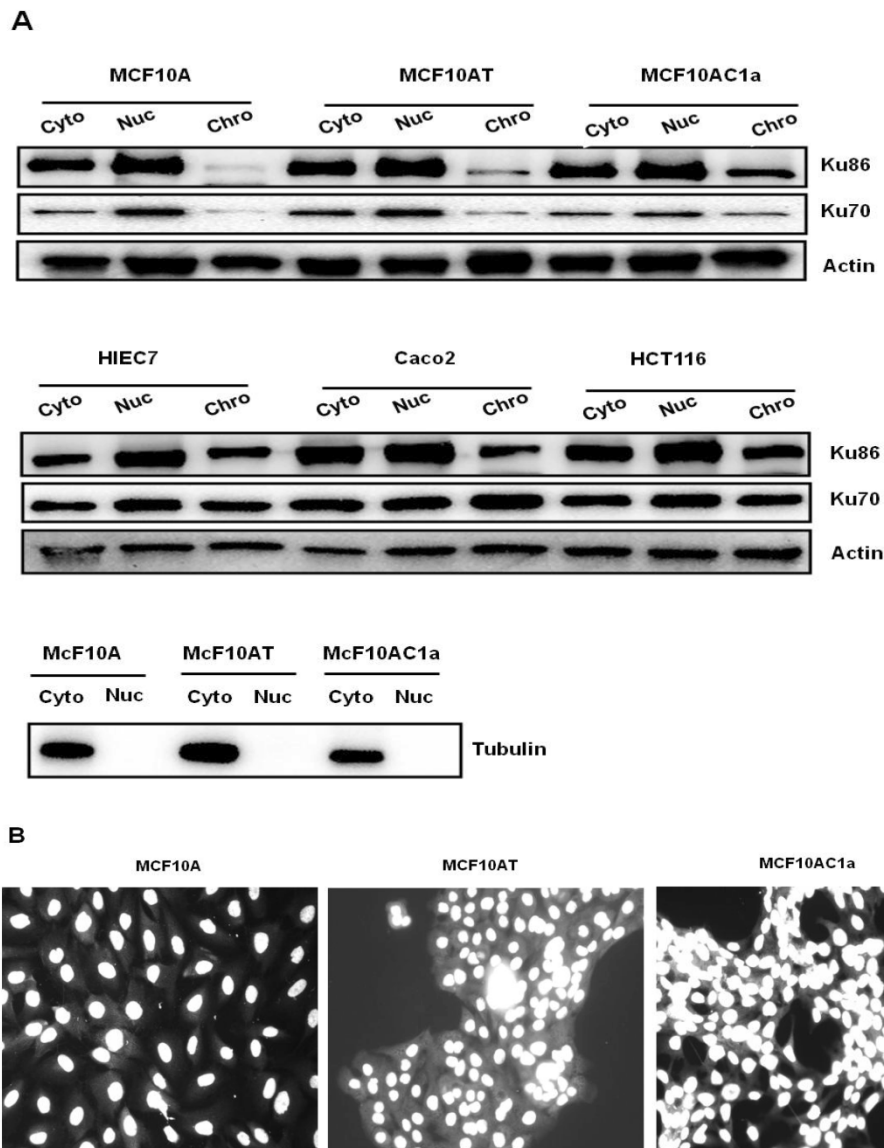 A
MCF10A MCF10AT MCF10AC1a
Cyto Nuc Chro Cyto Nuc Chro Cyto Nuc Chro
Ku86
Ku70
Actin
HIEC7 Caco2 HCT116
Cyto Nuc Chro Cyto Nuc Chro Cyto Nuc Chro
Ku86
Ku70
Actin
McF10A McF10AT McF10AC1a
Cyto Nuc Cyto Nuc Cyto Nuc
Tubulin
B
MCF10A MCF10AT MCF10AC1a